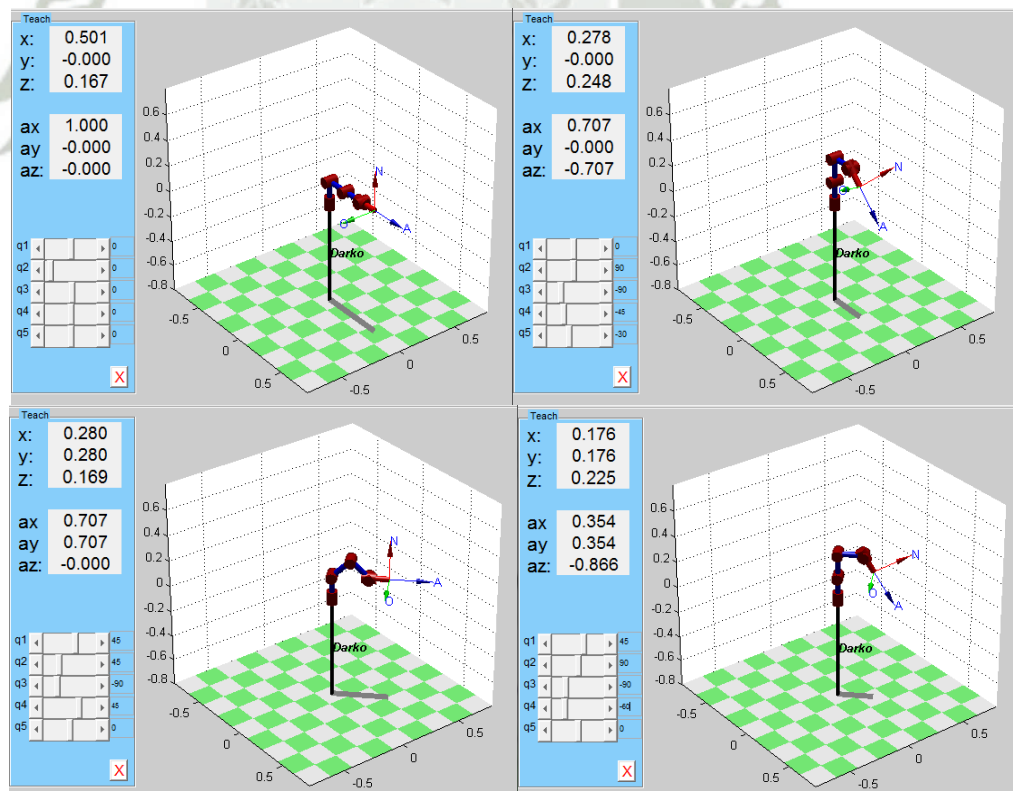 Teach
x: 0.501
y: -0.000
z: 0.167
ax 1.000
ay -0.000
az: -0.000
q1 0
q2 0
q3 0
q4 0
q5 0
X
0.6
0.4
0.2
0
-0.2
-0.4
-0.6
-0.8
-0.5
0
0.5
-0.5
0
0.5
N
O
A
Darko
Teach
x: 0.278
y: -0.000
z: 0.248
ax 0.707
ay -0.000
az: -0.707
q1 0
q2 90
q3 -90
q4 -45
q5 -30
X
0.6
0.4
0.2
0
-0.2
-0.4
-0.6
-0.8
-0.5
0
0.5
-0.5
0
0.5
N
O
A
Darko
Teach
x: 0.280
y: 0.280
z: 0.169
ax 0.707
ay 0.707
az: -0.000
q1 45
q2 45
q3 -90
q4 45
q5 0
X
0.6
0.4
0.2
0
-0.2
-0.4
-0.6
-0.8
-0.5
0
0.5
-0.5
0
0.5
N
O
A
Darko
Teach
x: 0.176
y: 0.176
z: 0.225
ax 0.354
ay 0.354
az: -0.866
q1 45
q2 90
q3 -90
q4 -60
q5 0
X
0.6
0.4
0.2
0
-0.2
-0.4
-0.6
-0.8
-0.5
0
0.5
-0.5
0
0.5
N
O
A
Darko